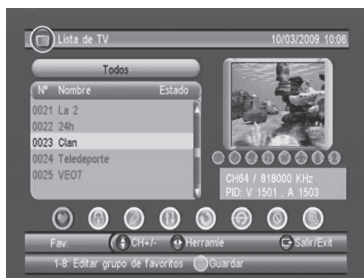 Lista de TV 10/03/2009 10:06
Todos
Nº Nombre Estado
0021 La 2
0022 24h
0023 Clan
0024 Teledeporte
0025 VEO7
CH64 / 818000 KHz
PID: V 1501 , A 1503
Fav. CH+/- Herramie Salir/Exit
1-8: Editar grupo de favoritos Guardar